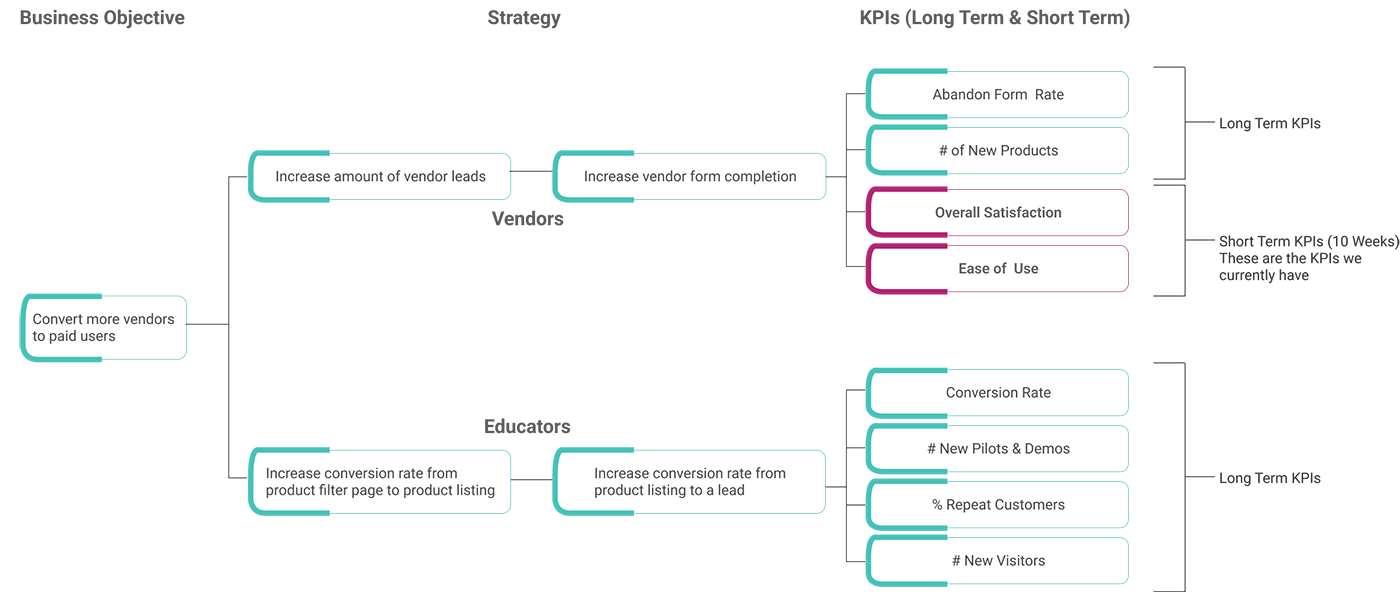 Business Objective
Strategy
KPIs (Long Term & Short Term)
Abandon Form Rate
# of New Products
Long Term KPIs
Increase amount of vendor leads
Increase vendor form completion
Vendors
Overall Satisfaction
Ease of Use
Short Term KPIs (10 Weeks)
These are the KPIs we
currently have
Convert more vendors
to paid users
Educators
Increase conversion rate from
product filter page to product listing
Increase conversion rate from
product listing to a lead
Conversion Rate
# New Pilots & Demos
% Repeat Customers
# New Visitors
Long Term KPIs